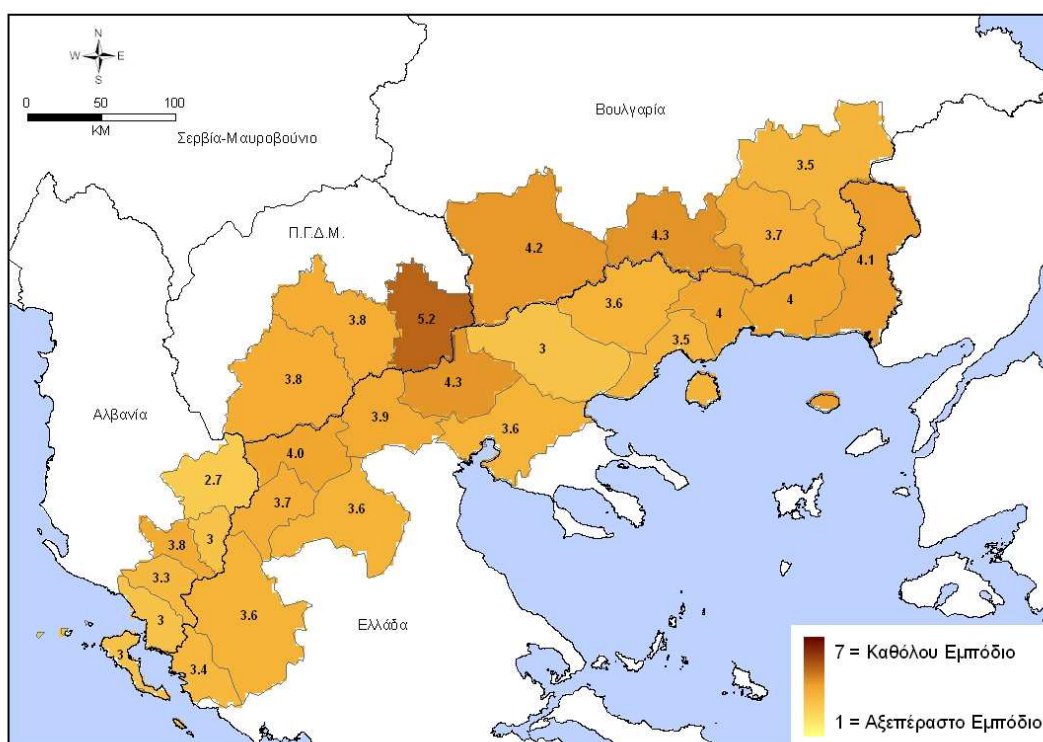 N
W E
S
0 50 100
KM
Σερβία-Μαυροβούνιο
Βουλγαρία
3.5
Π.Γ.Δ.Μ.
4.2
4.3
3.7
4.1
3.8
5.2
3.6
4
4
3.5
3
3.8
4.3
Αλβανία
3.9
3.6
4.0
2.7
3.7
3.6
3.8
3
3.3
3
3.6
Ελλάδα
3
3.4
7 = Καθόλου Εμπόδιο
1 = Αξεπέραστο Εμπόδιο